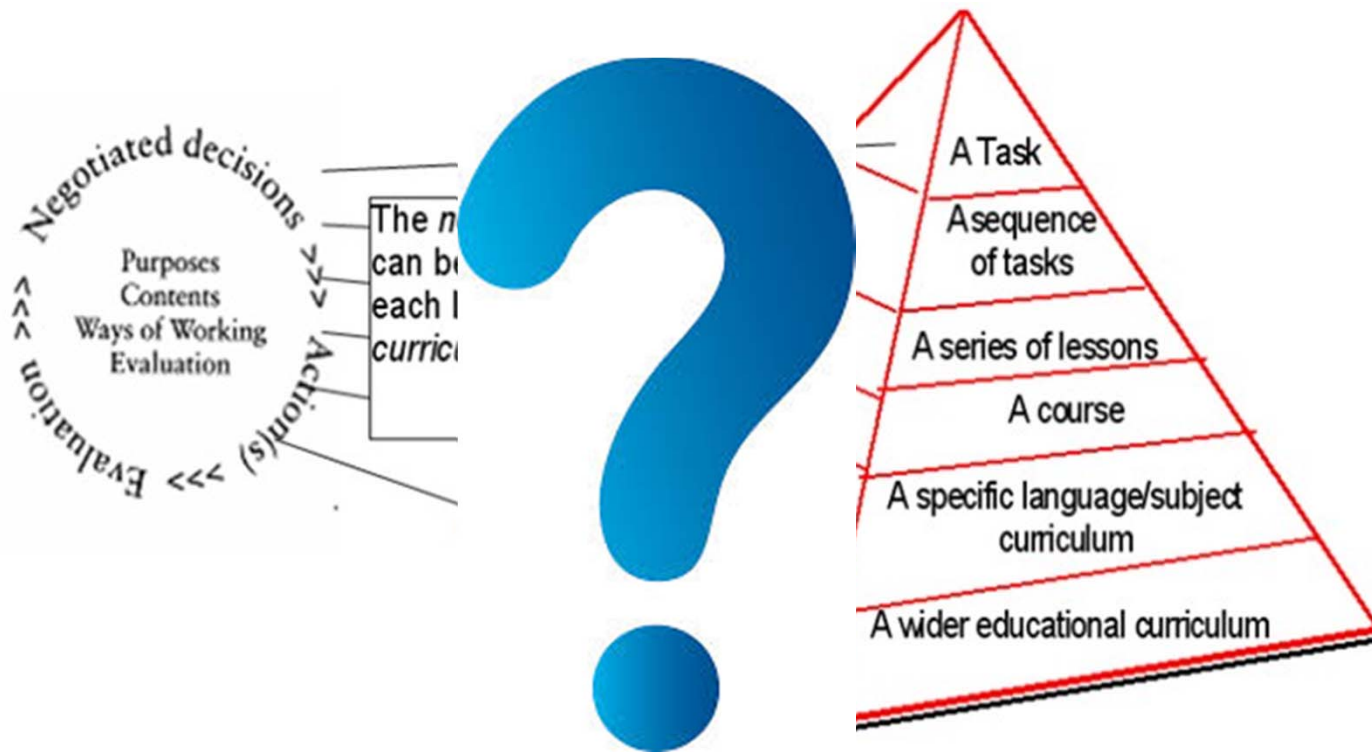 Negotiated decisions >>> Action(s) >>> Evaluation <<<
Purposes
Contents
Ways of Working
Evaluation
The
can
each
A Task
A sequence
of tasks
A series of lessons
A course
A specific language/subject
curriculum
A wider educational curriculum